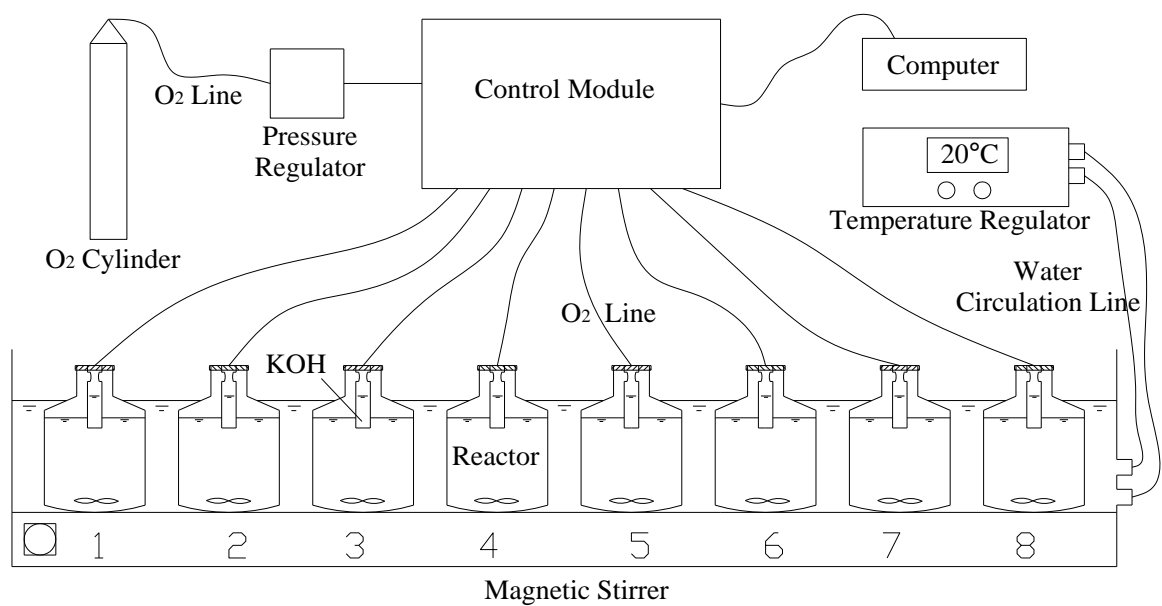 Computer
Control Module
O2 Line
Pressure
Regulator
20°C
Temperature Regulator
O2 Cylinder
Water
Circulation Line
O2 Line
KOH
Reactor
1 2 3 4 5 6 7 8
Magnetic Stirrer